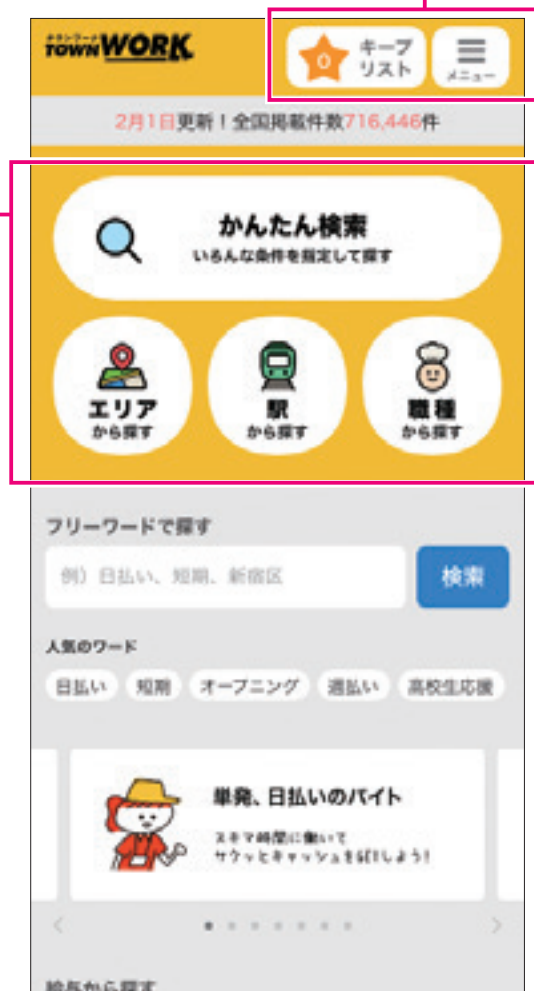 タウンワーク
TOWNWORK
0
キープ
リスト
メニュー
2月1日更新！全国掲載件数716,446件
かんたん検索
いろんな条件を指定して探す
エリア
から探す
駅
から探す
職種
から探す
フリーワードで探す
例）日払い、短期、新宿区
検索
人気のワード
日払い 短期 オープニング 週払い 高校生応援
単発、日払いのバイト
スキマ時間に働いて
サクッとキャッシュをGETしよう！
給与から探す